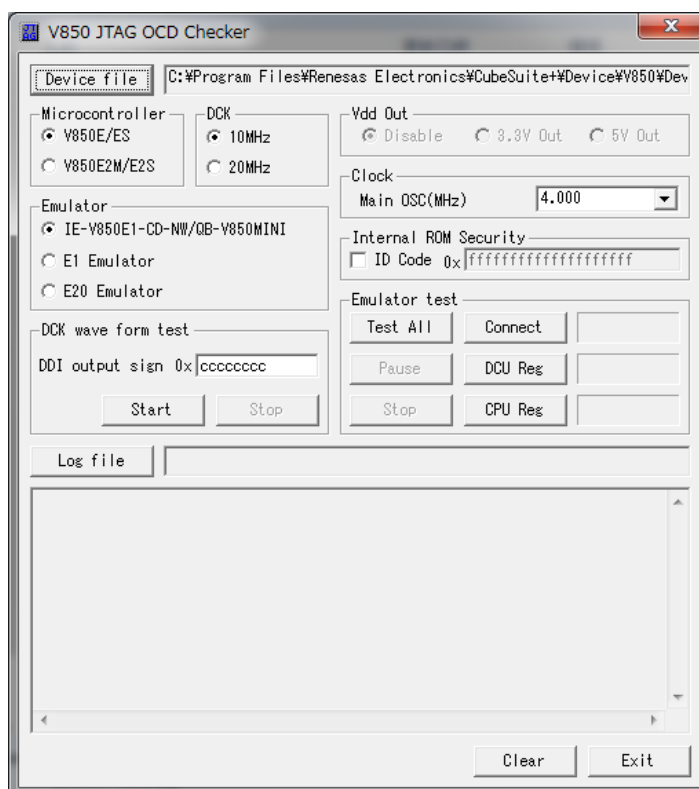 V850 JTAG OCD Checker
Device file C:¥Program Files¥Renesas Electronics¥CubeSuite+¥Device¥V850¥Dev
Microcontroller
V850E/ES
V850E2M/E2S
DCK
10MHz
20MHz
Vdd Out
Disable 3.3V Out 5V Out
Clock
Main OSC(MHz) 4.000
Emulator
IE-V850E1-CD-NW/QB-V850MINI
E1 Emulator
E20 Emulator
Internal ROM Security
ID Code 0x ffffffffffffffffffff
DCK wave form test
DDI output sign 0x cccccccc
Start Stop
Emulator test
Test All Connect
Pause DCU Reg
Stop CPU Reg
Log file
Clear Exit